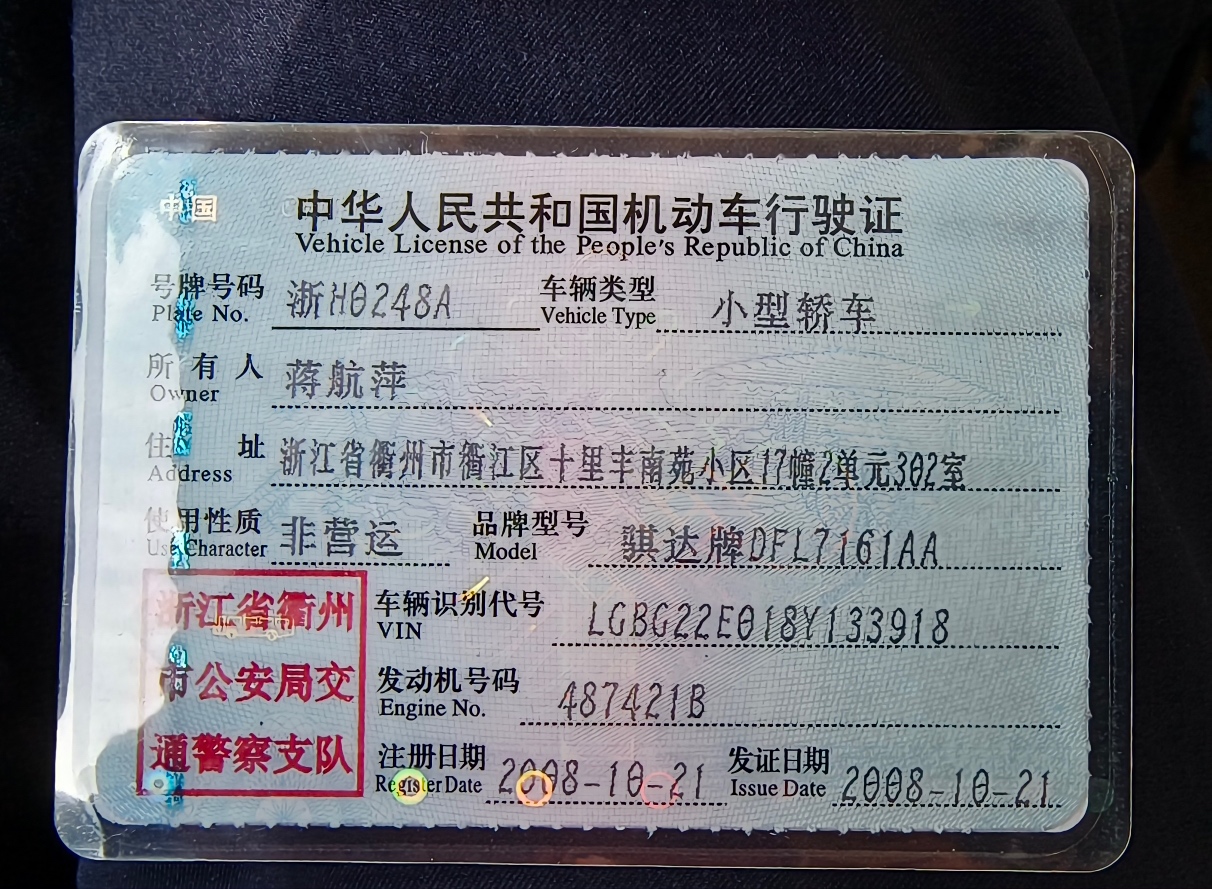 中国
中华人民共和国机动车行驶证
Vehicle License of the People's Republic of China
号牌号码 浙H0248A 车辆类型 小型轿车
Plate No. Vehicle Type
所有人 蒋航萍
Owner
住址 浙江省衢州市衢江区十里丰南苑小区17幢2单元302室
Address
使用性质 非营运 品牌型号 骐达牌DFL7161AA
Use Character Model
浙江省衢州
市公安局交
通警察支队
车辆识别代号 LGBG22E018Y133918
VIN
发动机号码 487421B
Engine No.
注册日期 2008-10-21 发证日期 2008-10-21
Register Date Issue Date